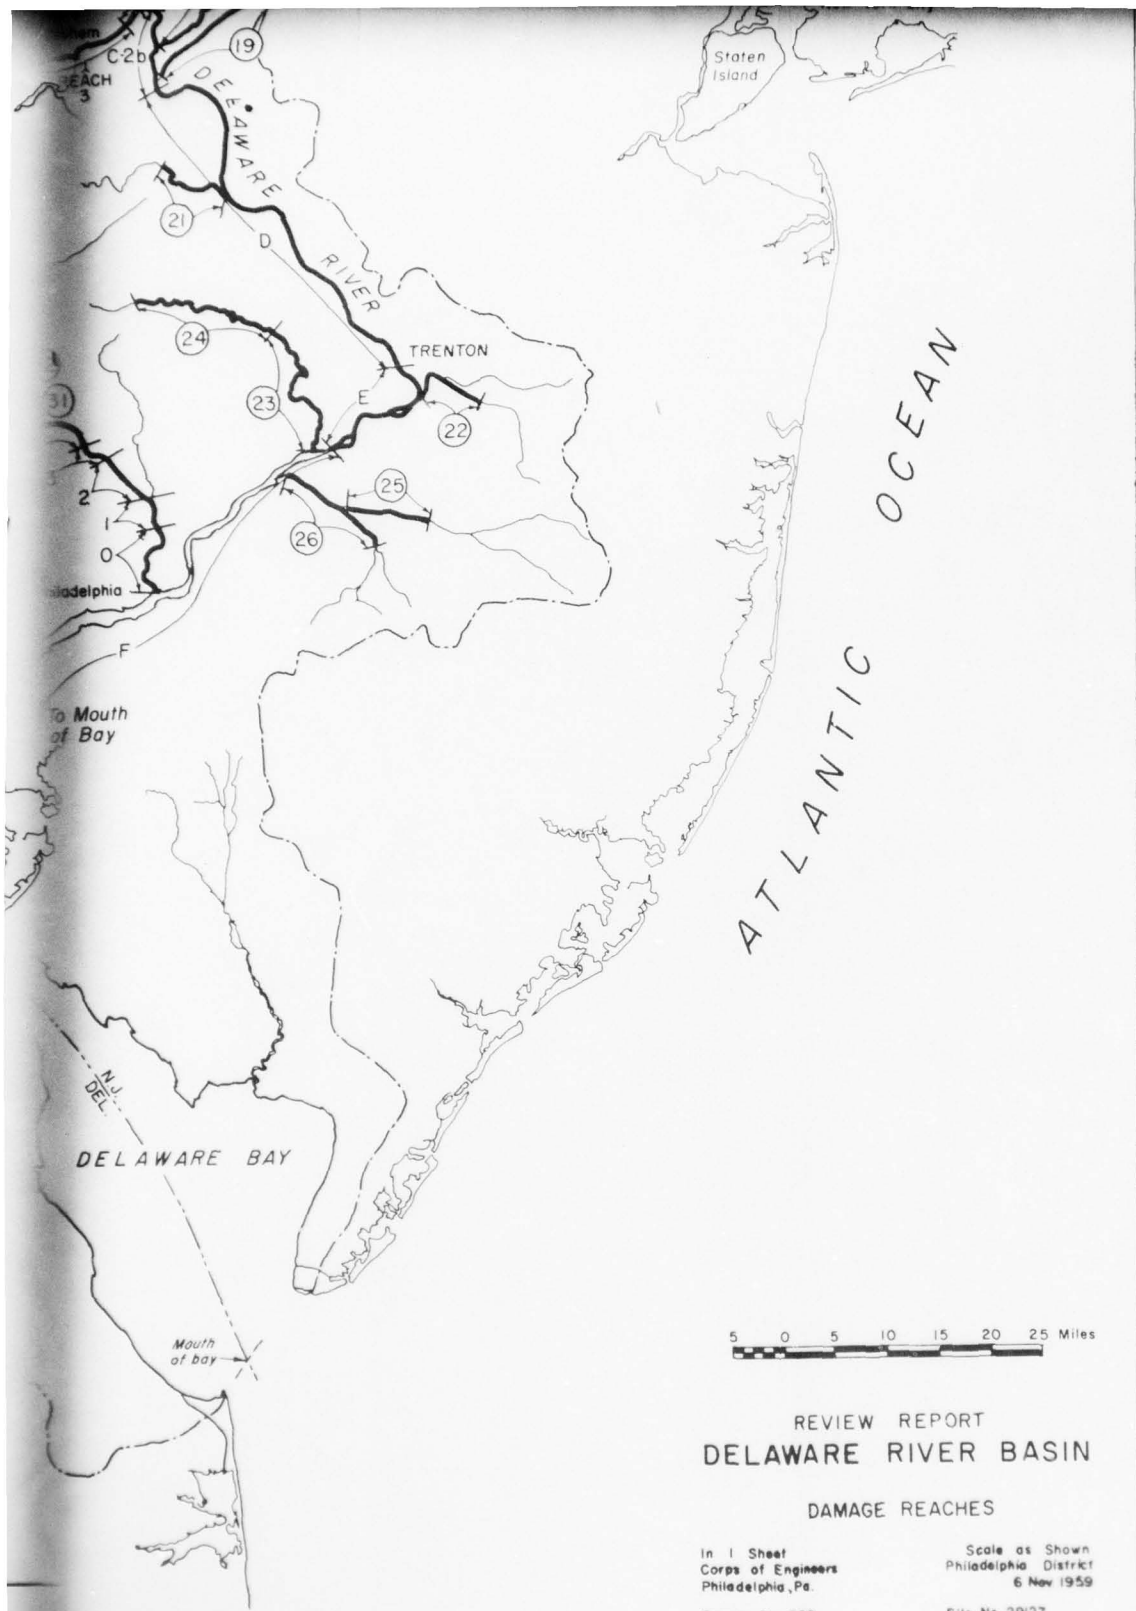 19
C-2b
REACH
3
Staten
Island
DELAWARE
RIVER
21
D
24
TRENTON
23
E
22
31
25
2
1
26
0
F
To Mouth
of Bay
ATLANTIC OCEAN
N.J.
DEL.
DELAWARE BAY
Mouth
of bay
5 0 5 10 15 20 25 Miles
REVIEW REPORT
DELAWARE RIVER BASIN
DAMAGE REACHES
In 1 Sheet
Corps of Engineers
Philadelphia, Pa.
Scale as Shown
Philadelphia District
6 Nov 1959